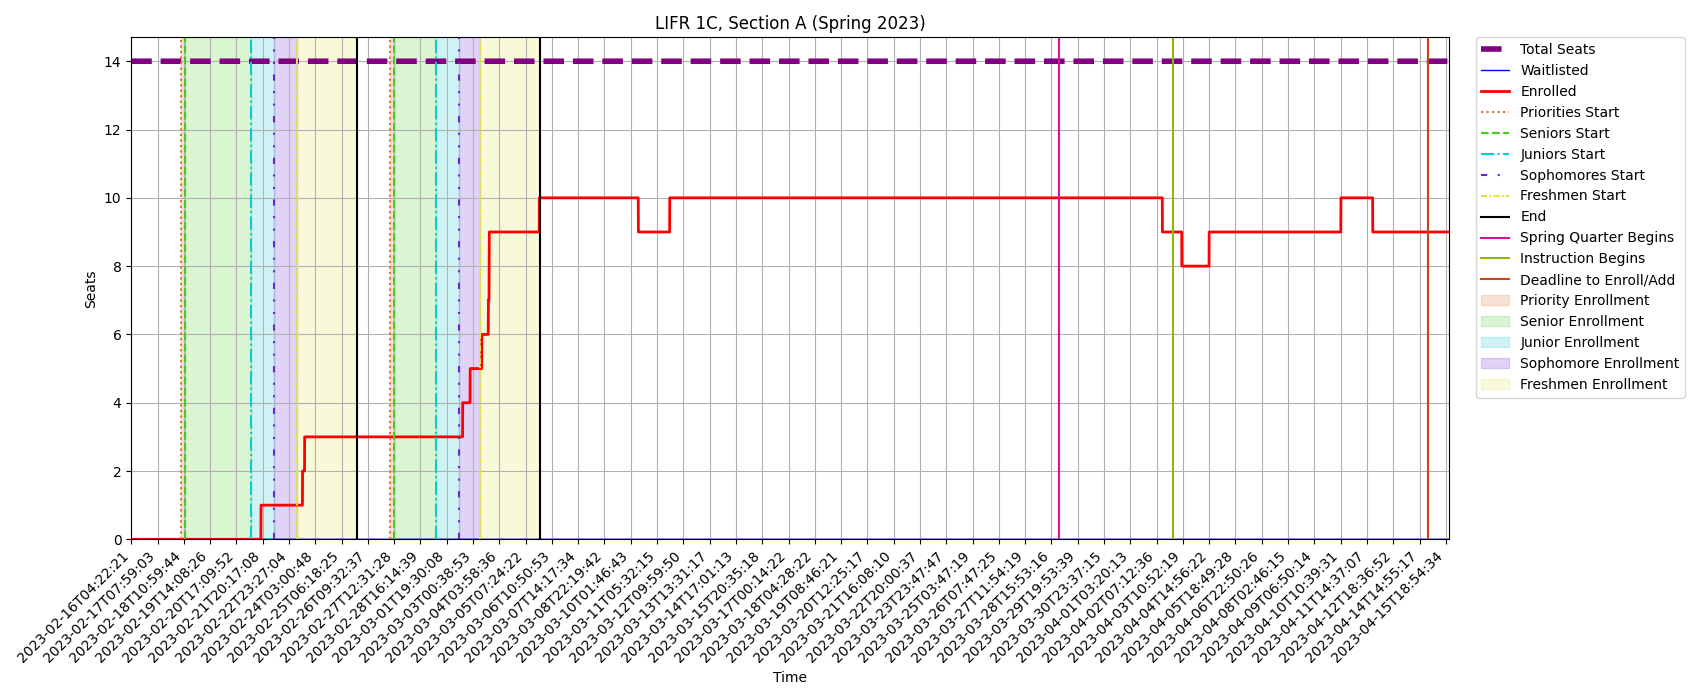 LIFR 1C, Section A (Spring 2023)
Seats
14
12
10
8
6
4
2
0
2023-02-16T04:22:21
2023-02-17T07:59:03
2023-02-18T10:59:44
2023-02-19T14:08:26
2023-02-20T17:09:52
2023-02-21T20:17:08
2023-02-22T23:27:04
2023-02-24T03:00:48
2023-02-25T06:18:25
2023-02-26T09:32:37
2023-02-27T12:31:28
2023-02-28T16:14:39
2023-03-01T19:30:08
2023-03-03T00:38:53
2023-03-04T03:58:36
2023-03-05T07:24:22
2023-03-06T10:50:53
2023-03-07T14:17:34
2023-03-08T22:19:42
2023-03-10T01:46:43
2023-03-11T05:32:15
2023-03-12T09:59:50
2023-03-13T13:31:17
2023-03-14T17:01:13
2023-03-15T20:35:18
2023-03-17T00:14:22
2023-03-18T04:28:22
2023-03-19T08:46:21
2023-03-20T12:25:17
2023-03-21T16:08:10
2023-03-22T20:00:37
2023-03-23T23:47:47
2023-03-25T03:47:19
2023-03-26T07:47:25
2023-03-27T11:54:19
2023-03-28T15:53:16
2023-03-29T19:53:39
2023-03-30T23:37:15
2023-04-01T03:20:13
2023-04-02T07:12:36
2023-04-03T10:52:19
2023-04-04T14:56:22
2023-04-05T18:49:28
2023-04-06T22:50:26
2023-04-08T02:46:15
2023-04-09T06:50:14
2023-04-10T10:39:31
2023-04-11T14:37:07
2023-04-12T18:36:52
2023-04-14T14:55:17
2023-04-15T18:54:34
Time
Total Seats
Waitlisted
Enrolled
Priorities Start
Seniors Start
Juniors Start
Sophomores Start
Freshmen Start
End
Spring Quarter Begins
Instruction Begins
Deadline to Enroll/Add
Priority Enrollment
Senior Enrollment
Junior Enrollment
Sophomore Enrollment
Freshmen Enrollment